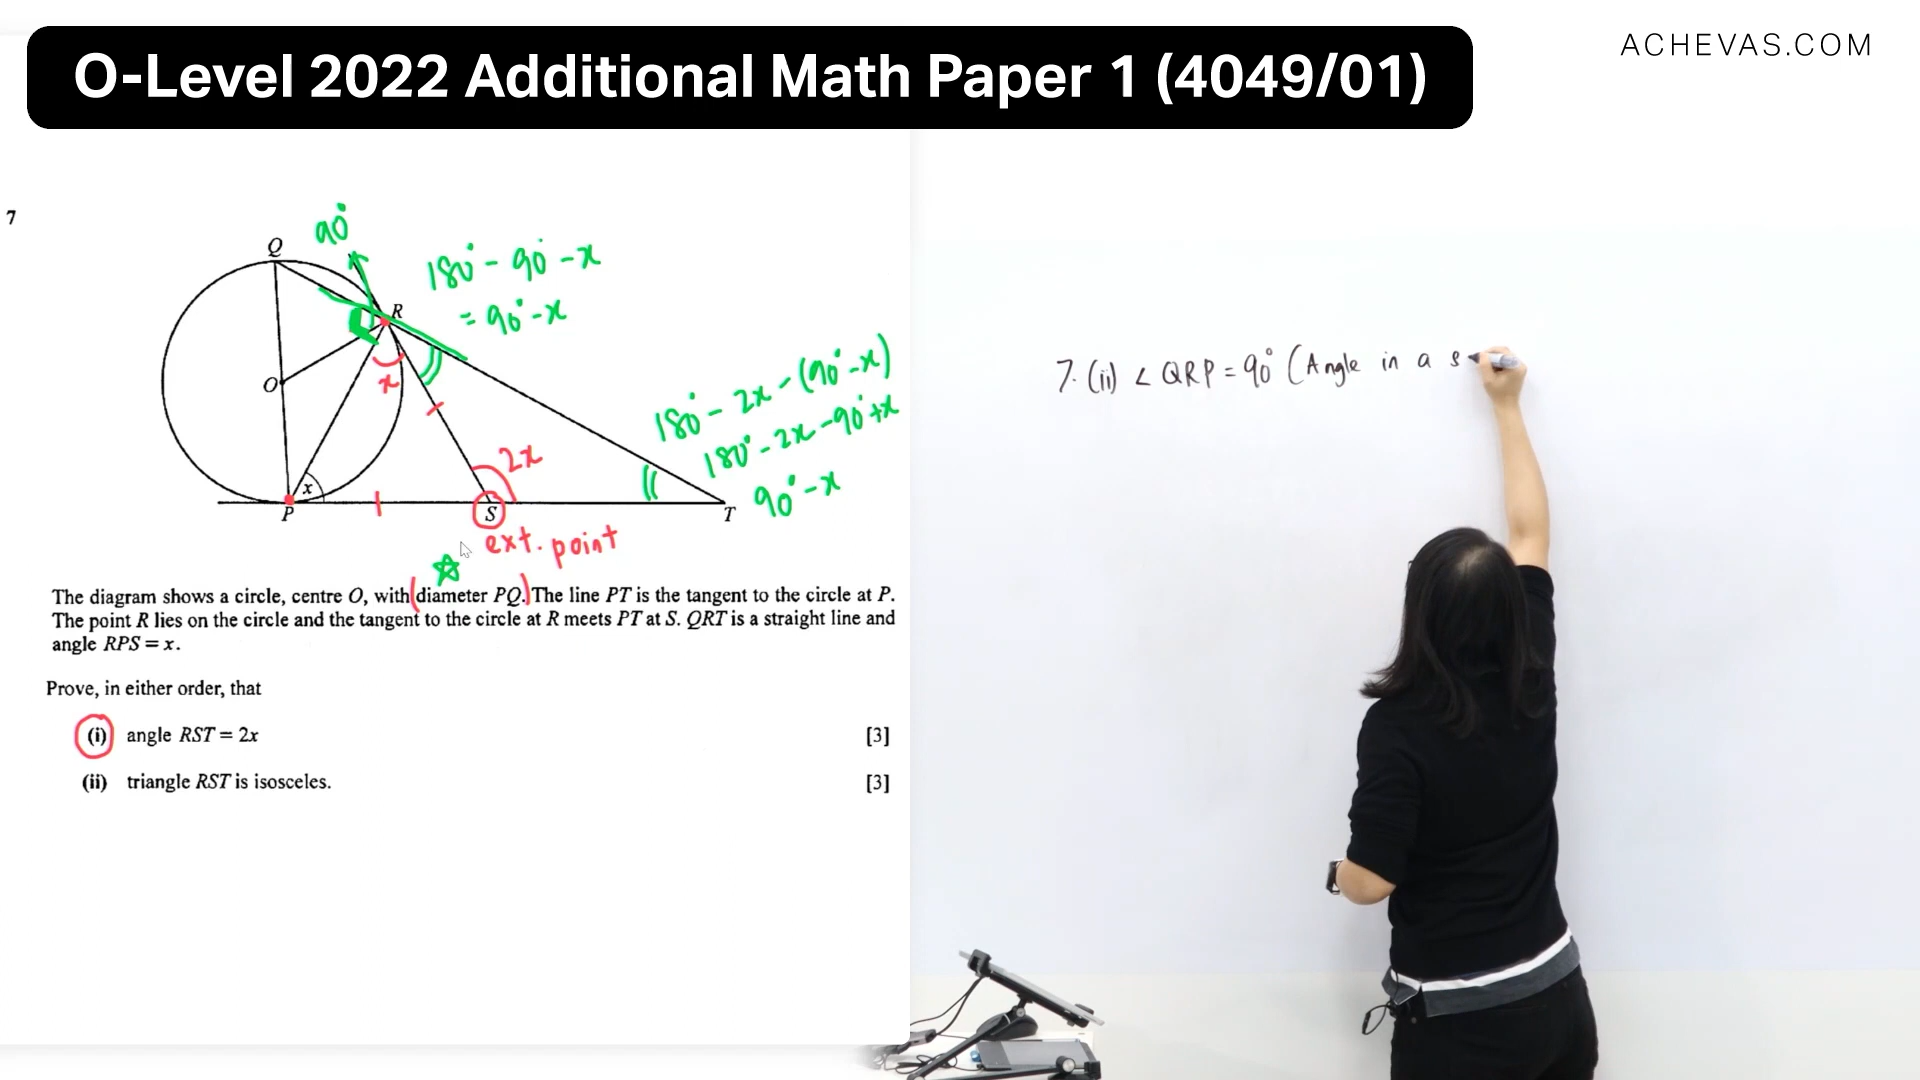 O-Level 2022 Additional Math Paper 1 (4049/01)
ACHEVAS.COM
7
Q
90°
180° - 90° - x
= 90° - x
R
O
x
180° - 2x - (90° - x)
180° - 2x - 90° + x
90° - x
2x
x
P
S
T
ext. point
The diagram shows a circle, centre O, with (diameter PQ.) The line PT is the tangent to the circle at P.
The point R lies on the circle and the tangent to the circle at R meets PT at S. QRT is a straight line and
angle RPS = x.
Prove, in either order, that
(i) angle RST = 2x [3]
(ii) triangle RST is isosceles. [3]
7. (ii) ∠ QRP = 90° (Angle in a s